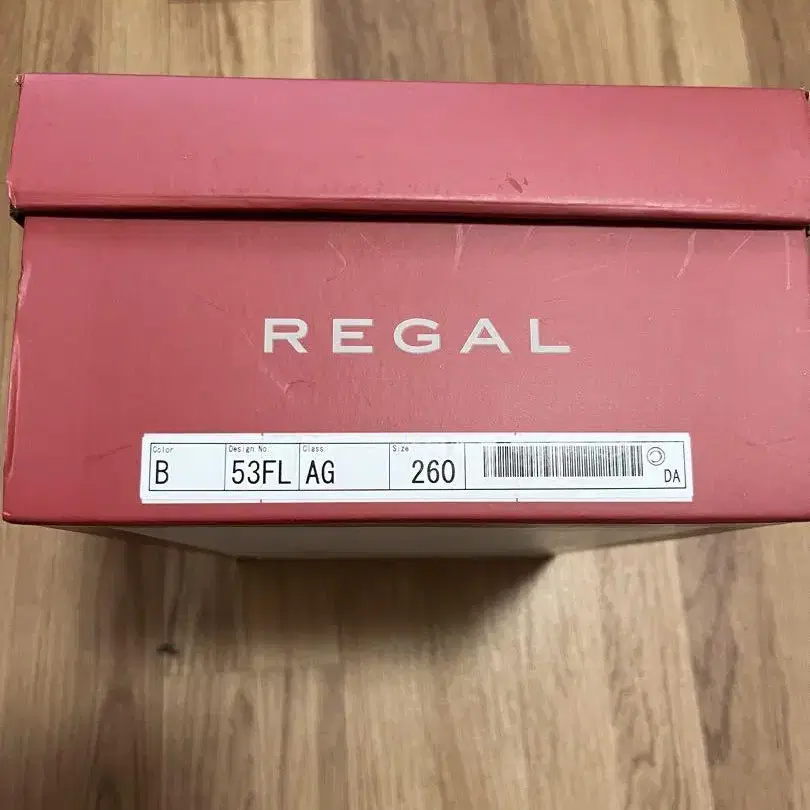 REGAL
Color Design No. Class Size
B 53FL AG 260 DA